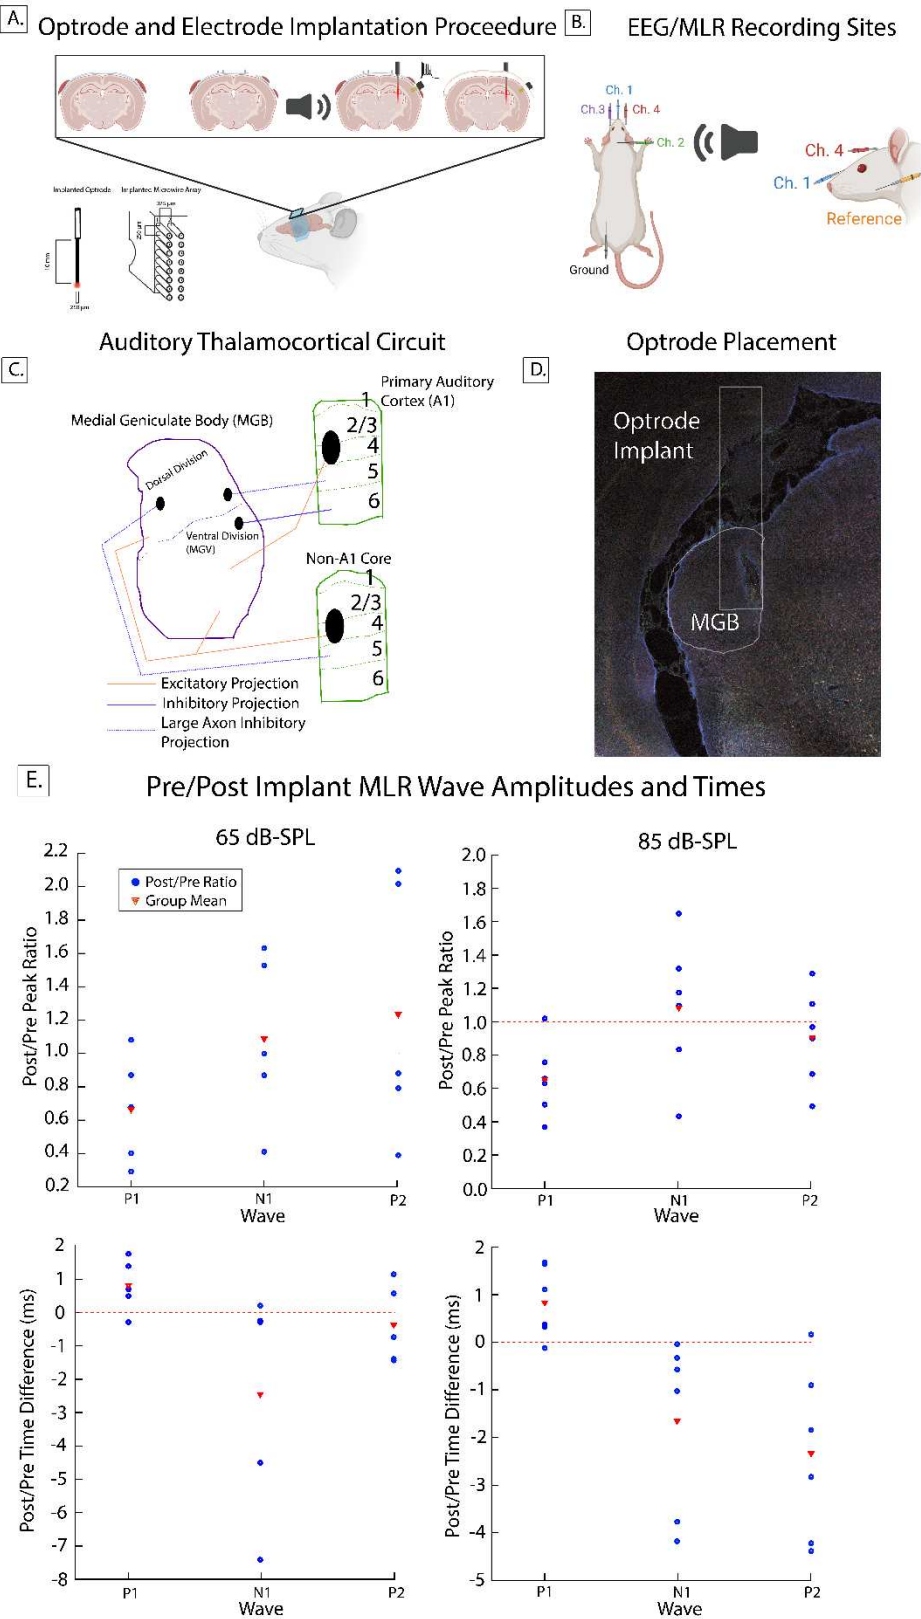 A.
Optrode and Electrode Implantation Proceedure
B.
EEG/MLR Recording Sites
Ch. 1
Ch.3
Ch. 4
Ch. 2
Ground
Ch. 4
Ch. 1
Reference
Implanted Optrode
Implanted Microwire Array
375 µm
250 µm
10mm
Auditory Thalamocortical Circuit
C.
Medial Geniculate Body (MGB)
Dorsal Division
Ventral Division
(MGV)
Primary Auditory
Cortex (A1)
1
2/3
4
5
6
Non-A1 Core
1
2/3
4
5
6
Excitatory Projection
Inhibitory Projection
Large Axon Inhibitory
Projection
Optrode Placement
D.
Optrode
Implant
MGB
E.
Pre/Post Implant MLR Wave Amplitudes and Times
65 dB-SPL
Post/Pre Ratio
Group Mean
Post/Pre Peak Ratio
2.2
2.0
1.8
1.6
1.4
1.2
1.0
0.8
0.6
0.4
0.2
P1
N1
P2
Wave
85 dB-SPL
Post/Pre Peak Ratio
2.0
1.8
1.6
1.4
1.2
1.0
0.8
0.6
0.4
0.2
0.0
P1
N1
P2
Wave
Post/Pre Time Difference (ms)
2
1
0
-1
-2
-3
-4
-5
-6
-7
-8
P1
N1
P2
Wave
Post/Pre Time Difference (ms)
2
1
0
-1
-2
-3
-4
-5
P1
N1
P2
Wave